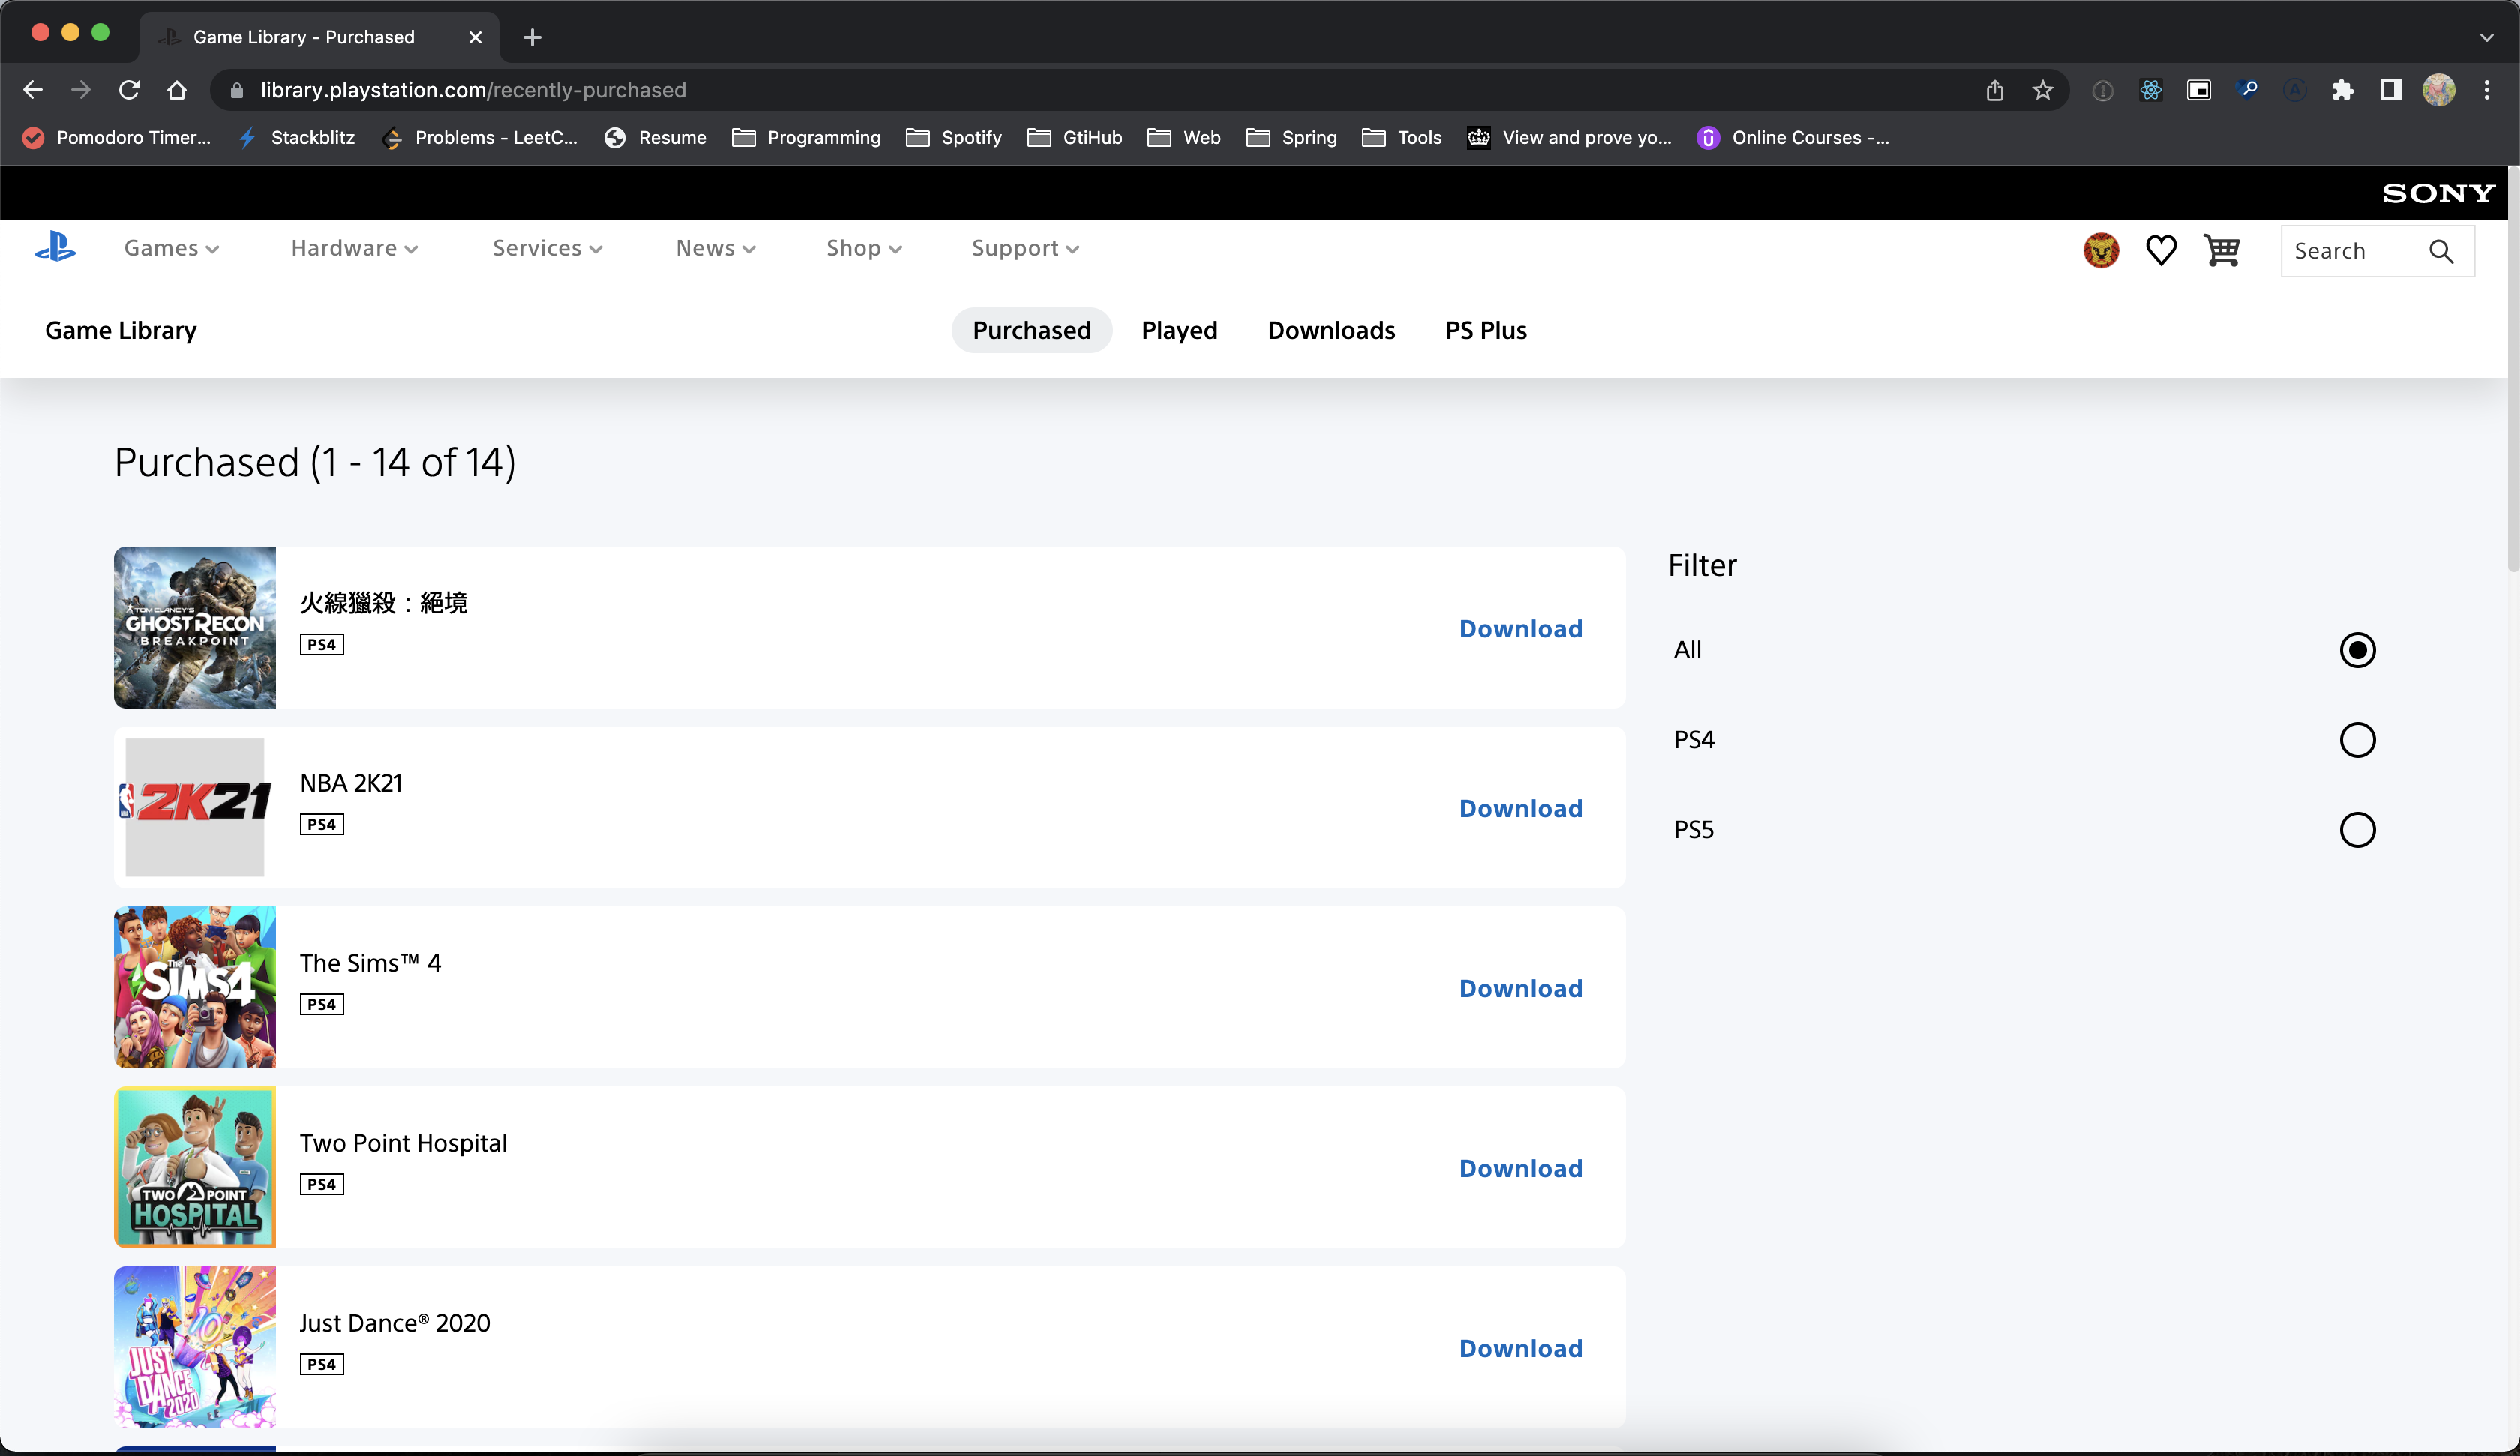 Game Library - Purchased
library.playstation.com/recently-purchased
Pomodoro Timer... Stackblitz Problems - LeetC... Resume Programming Spotify GtiHub Web Spring Tools View and prove yo... Online Courses -...
SONY
Games Hardware Services News Shop Support Search
Game Library Purchased Played Downloads PS Plus
Purchased (1 - 14 of 14)
Filter
TOM CLANCY'S
GHOST RECON
BREAKPOINT
火線獵殺：絕境
PS4
Download
All
NBA 2K21
NBA 2K21
PS4
Download
PS4
PS5
The SIMS 4
The Sims™ 4
PS4
Download
TWO POINT
HOSPITAL
Two Point Hospital
PS4
Download
JUST
DANCE
2020
Just Dance® 2020
PS4
Download